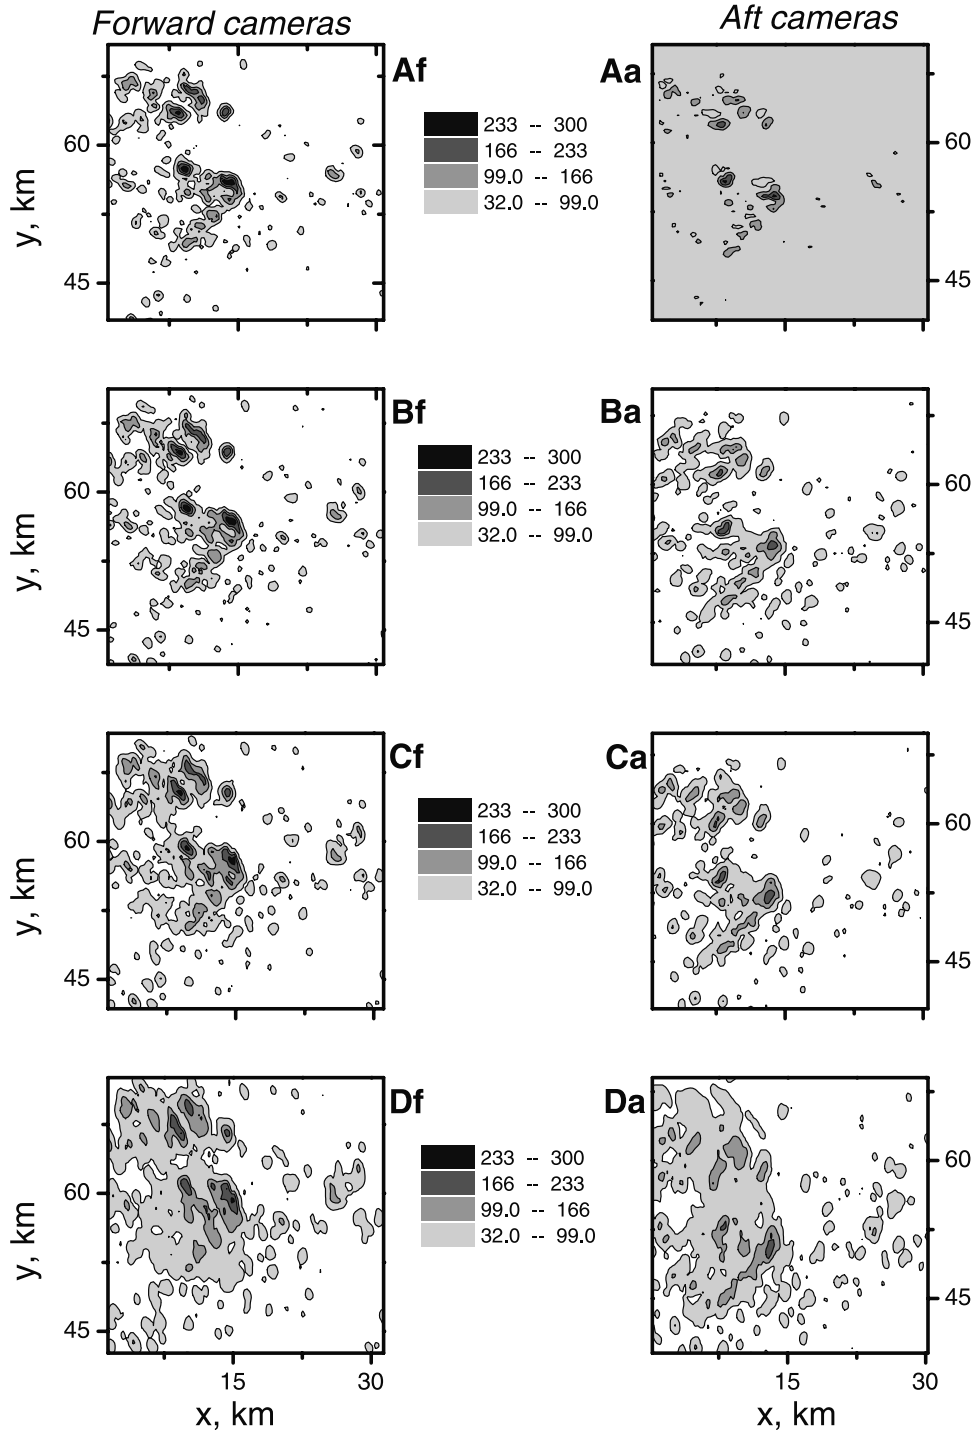 Forward cameras
Aft cameras
Af
Aa
233 -- 300
166 -- 233
99.0 -- 166
32.0 -- 99.0
60
45
y, km
60
45
Bf
Ba
233 -- 300
166 -- 233
99.0 -- 166
32.0 -- 99.0
60
45
y, km
60
45
Cf
Ca
233 -- 300
166 -- 233
99.0 -- 166
32.0 -- 99.0
60
45
y, km
60
45
Df
Da
233 -- 300
166 -- 233
99.0 -- 166
32.0 -- 99.0
60
45
y, km
60
45
15 30
x, km
15 30
x, km